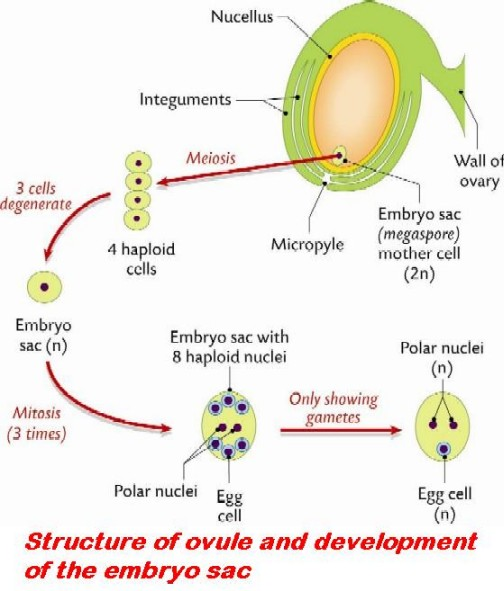 Nucellus
Integuments
Wall of
ovary
Meiosis
3 cells
degenerate
4 haploid
cells
Micropyle
Embryo sac
(megaspore)
mother cell
(2n)
Embryo
sac (n)
Mitosis
(3 times)
Embryo sac with
8 haploid nuclei
Only showing
gametes
Polar nuclei
(n)
Polar nuclei
Egg
cell
Egg cell
(n)
Structure of ovule and development
of the embryo sac